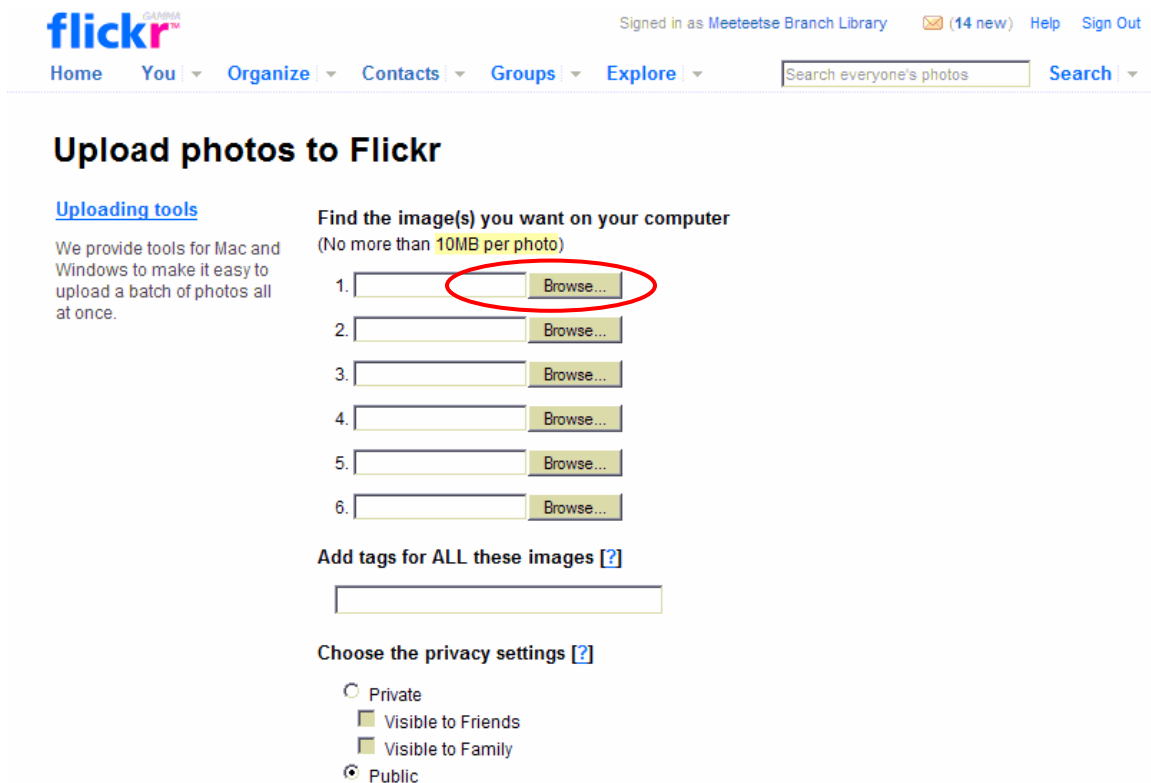 flickr GAMMA™
Signed in as Meeteetse Branch Library (14 new) Help Sign Out
Home You Organize Contacts Groups Explore Search everyone's photos Search
Upload photos to Flickr
Uploading tools
We provide tools for Mac and
Windows to make it easy to
upload a batch of photos all
at once.
Find the image(s) you want on your computer
(No more than 10MB per photo)
1. Browse...
2. Browse...
3. Browse...
4. Browse...
5. Browse...
6. Browse...
Add tags for ALL these images [?]
Choose the privacy settings [?]
Private
Visible to Friends
Visible to Family
Public